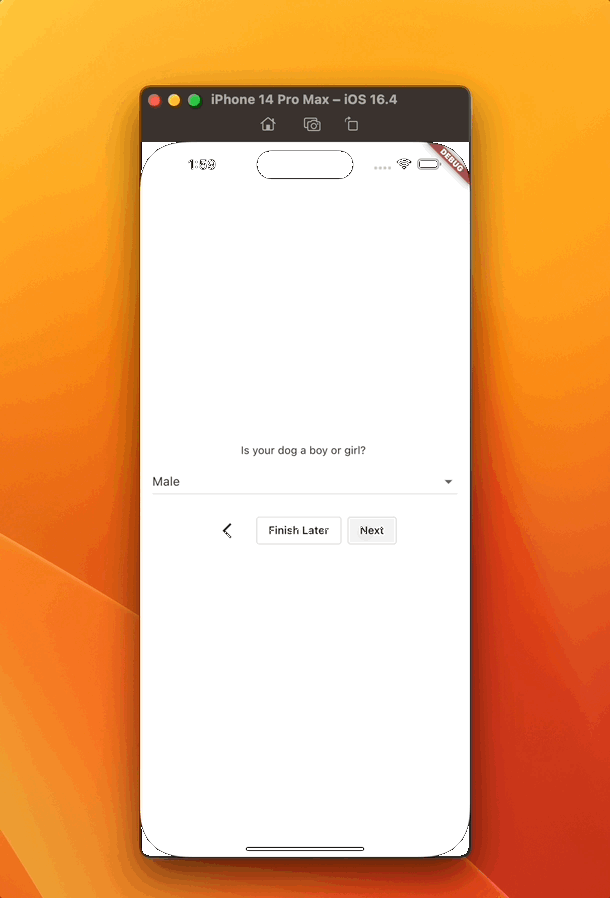 iPhone 14 Pro Max – iOS 16.4
1:59
DEBUG
Is your dog a boy or girl?
Male
Finish Later
Next